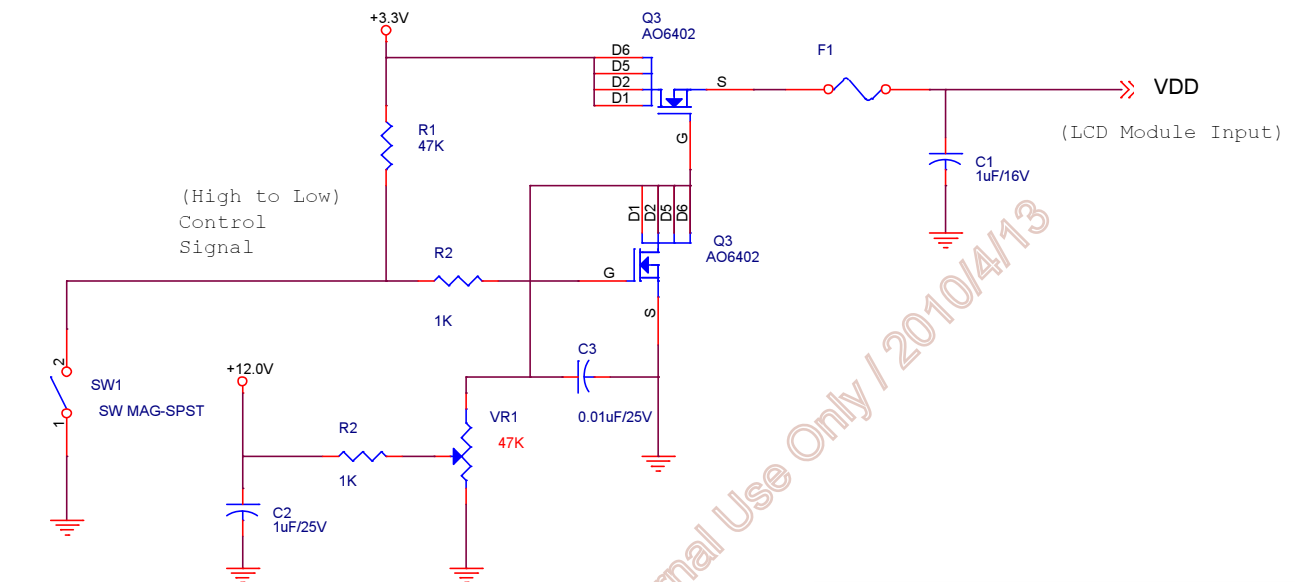 +3.3V
Q3
AO6402
F1
D6
D5
D2
D1
S
VDD
(LCD Module Input)
G
R1
47K
C1
1uF/16V
(High to Low)
Control
Signal
D1
D2
D5
D6
Q3
AO6402
R2
G
1K
S
2
SW1
SW MAG-SPST
1
+12.0V
C3
0.01uF/25V
VR1
47K
R2
1K
C2
1uF/25V
Use Only / 2010/4/13